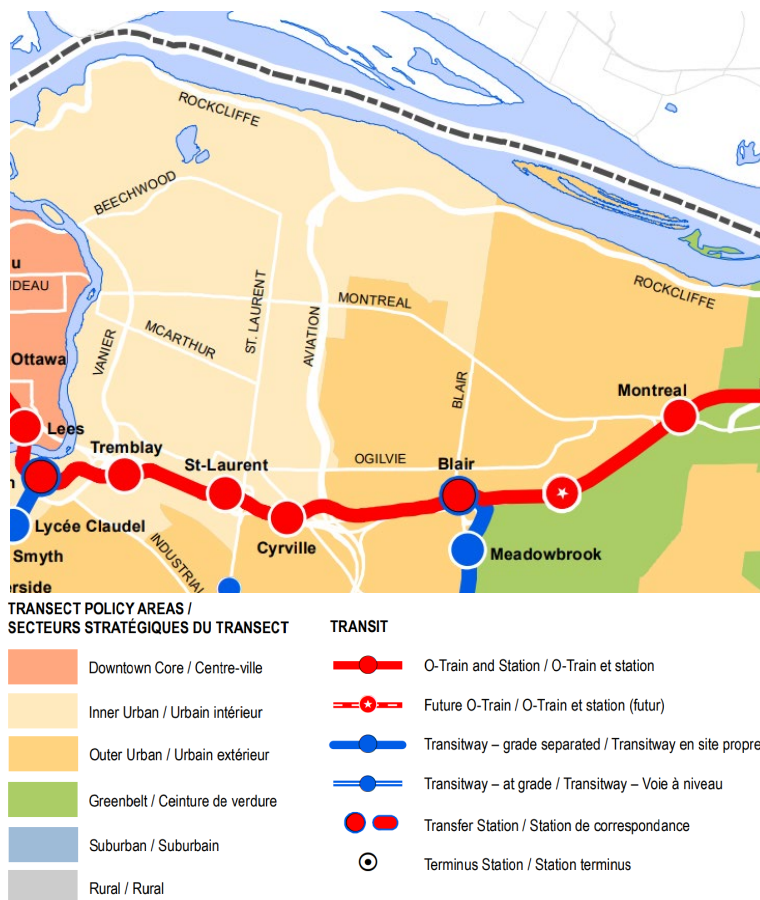 ROCKCLIFFE
BEECHWOOD
u
IDEAU
ST. LAURENT
MONTREAL
ROCKCLIFFE
AVIATION
MCARTHUR
VANIER
Ottawa
BLAIR
Montreal
Lees
Tremblay
St-Laurent
OGILVIE
Blair
n
Lycée Claudel
Cyrville
INDUSTRIAL
Meadowbrook
Smyth
erside
TRANSECT POLICY AREAS /
SECTEURS STRATÉGIQUES DU TRANSECT
Downtown Core / Centre-ville
Inner Urban / Urbain intérieur
Outer Urban / Urbain extérieur
Greenbelt / Ceinture de verdure
Suburban / Suburbain
Rural / Rural
TRANSIT
O-Train and Station / O-Train et station
Future O-Train / O-Train et station (futur)
Transitway – grade separated / Transitway en site propre
Transitway – at grade / Transitway – Voie à niveau
Transfer Station / Station de correspondance
Terminus Station / Station terminus